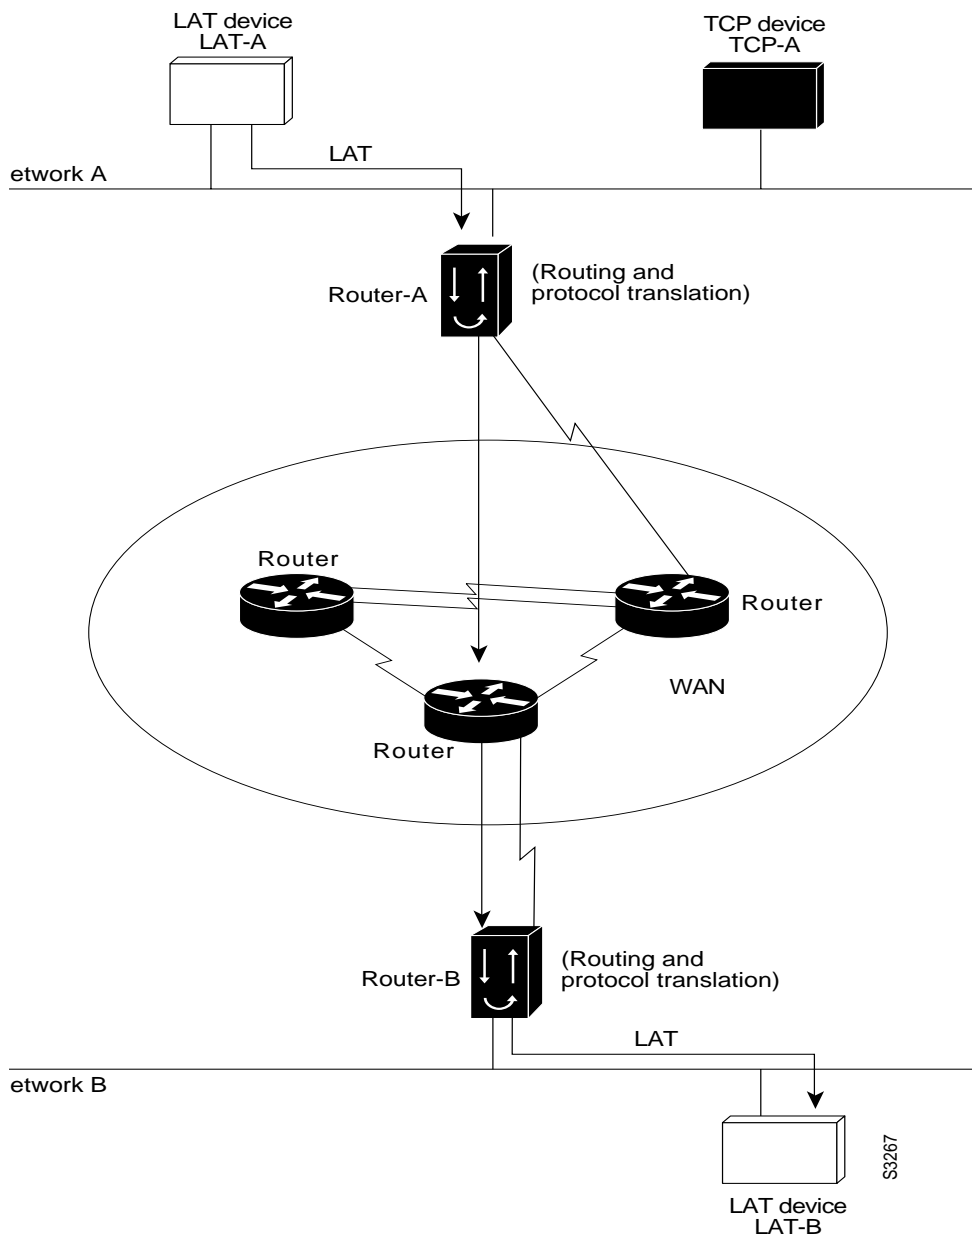 LAT device
LAT-A
TCP device
TCP-A
LAT
etwork A
Router-A
(Routing and
protocol translation)
Router
Router
WAN
Router
Router-B
(Routing and
protocol translation)
LAT
etwork B
S3267
LAT device
LAT-B